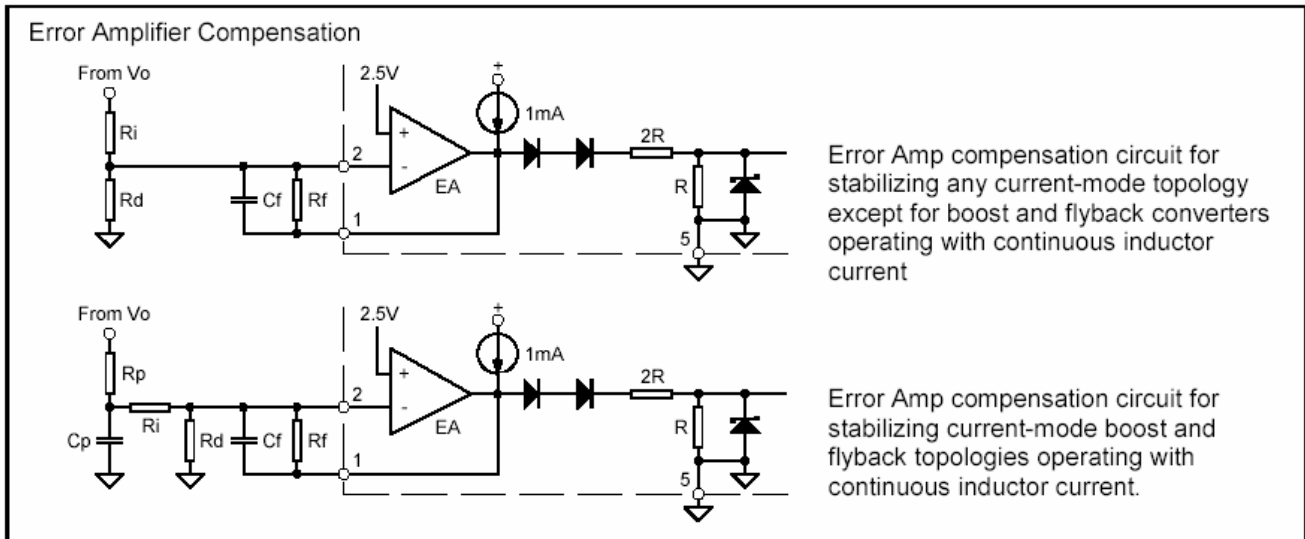 Error Amplifier Compensation
From Vo
2.5V
+
1mA
Ri
2
+
-
2R
Rd
Cf
Rf
EA
R
1
5
Error Amp compensation circuit for
stabilizing any current-mode topology
except for boost and flyback converters
operating with continuous inductor
current
From Vo
2.5V
+
1mA
Rp
2
+
-
2R
Cp
Ri
Rd
Cf
Rf
EA
R
1
5
Error Amp compensation circuit for
stabilizing current-mode boost and
flyback topologies operating with
continuous inductor current.